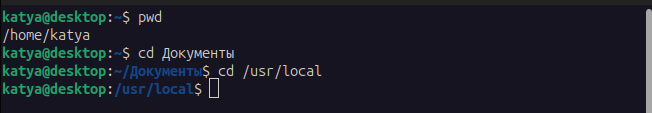 katya@desktop:~$ pwd
/home/katya
katya@desktop:~$ cd Документы
katya@desktop:~/Документы$ cd /usr/local
katya@desktop:/usr/local$